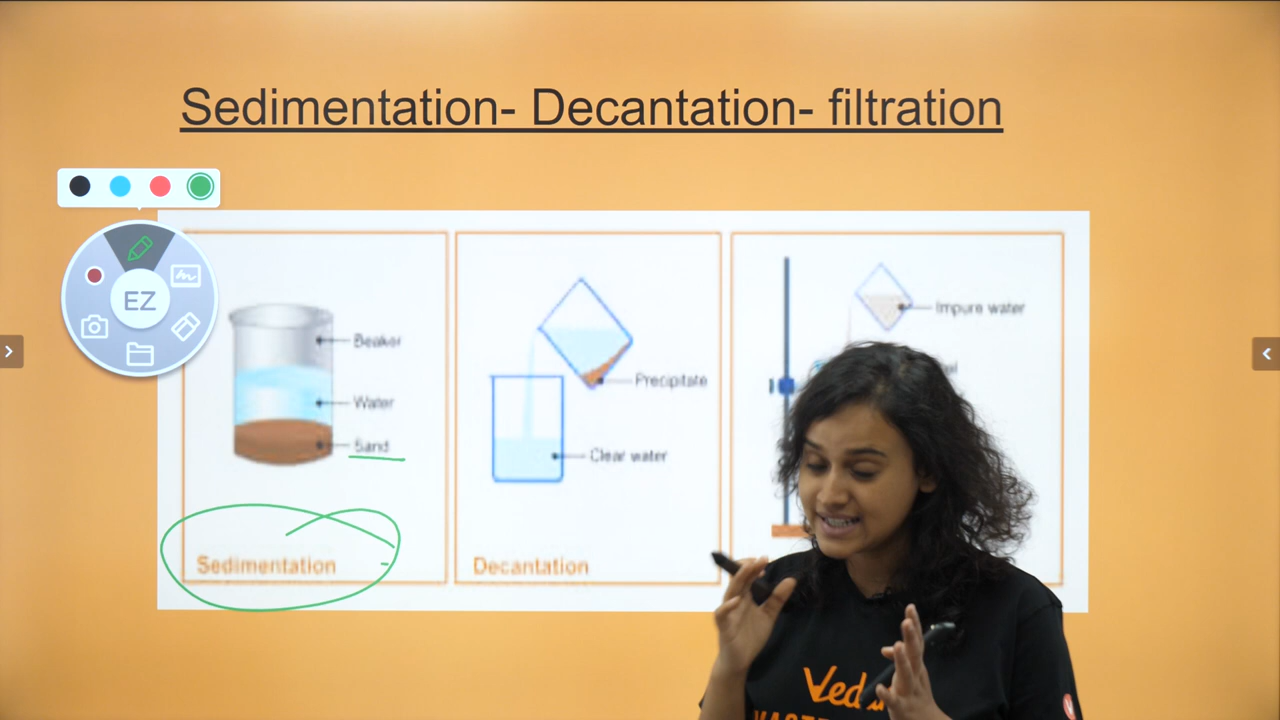 Sedimentation- Decantation- filtration
EZ
Beaker
Water
Sand
Sedimentation
Precipitate
Clear water
Decantation
Impure water
Ved